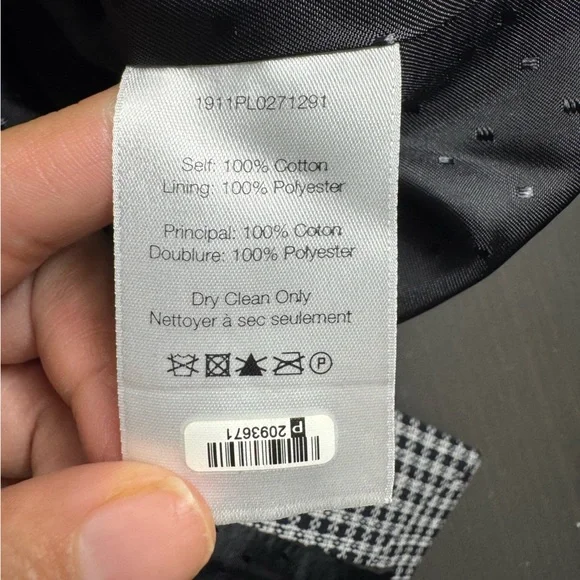 1911PL0271291
Self: 100% Cotton
Lining: 100% Polyester
Principal: 100% Coton
Doublure: 100% Polyester
Dry Clean Only
Nettoyer à sec seulement
P
P 2093671